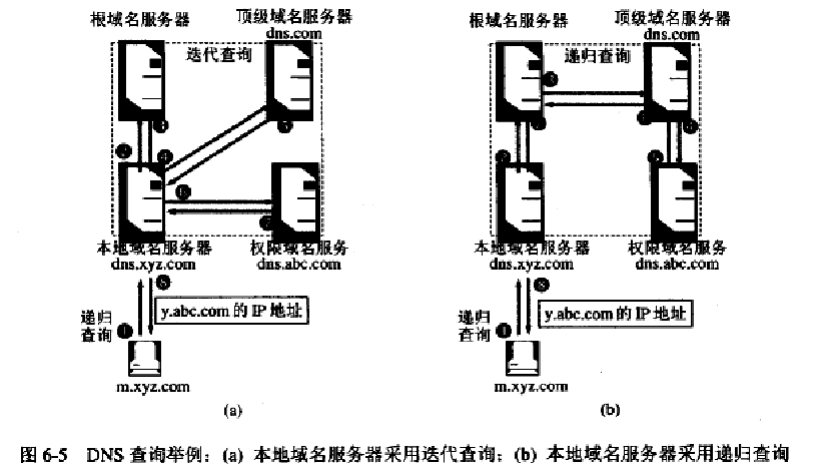 根域名服务器
顶级域名服务器
dns.com
迭代查询
本地域名服务器
dns.xyz.com
权限域名服务
dns.abc.com
递归
查询
y.abc.com 的 IP 地址
m.xyz.com
(a)
根域名服务器
顶级域名服务器
dns.com
递归查询
本地域名服务器
dns.xyz.com
权限域名服务
dns.abc.com
递归
查询
y.abc.com 的 IP 地址
m.xyz.com
(b)
图 6-5 DNS 查询举例：(a) 本地域名服务器采用迭代查询；(b) 本地域名服务器采用递归查询